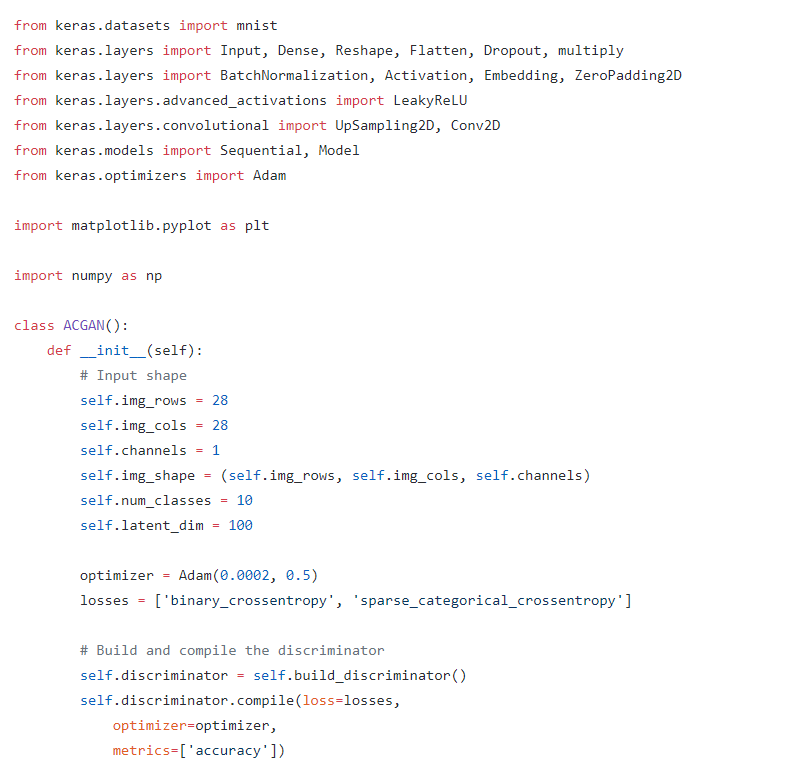 from keras.datasets import mnist
from keras.layers import Input, Dense, Reshape, Flatten, Dropout, multiply
from keras.layers import BatchNormalization, Activation, Embedding, ZeroPadding2D
from keras.layers.advanced_activations import LeakyReLU
from keras.layers.convolutional import UpSampling2D, Conv2D
from keras.models import Sequential, Model
from keras.optimizers import Adam

import matplotlib.pyplot as plt

import numpy as np

class ACGAN():
    def __init__(self):
        # Input shape
        self.img_rows = 28
        self.img_cols = 28
        self.channels = 1
        self.img_shape = (self.img_rows, self.img_cols, self.channels)
        self.num_classes = 10
        self.latent_dim = 100

        optimizer = Adam(0.0002, 0.5)
        losses = ['binary_crossentropy', 'sparse_categorical_crossentropy']

        # Build and compile the discriminator
        self.discriminator = self.build_discriminator()
        self.discriminator.compile(loss=losses,
            optimizer=optimizer,
            metrics=['accuracy'])